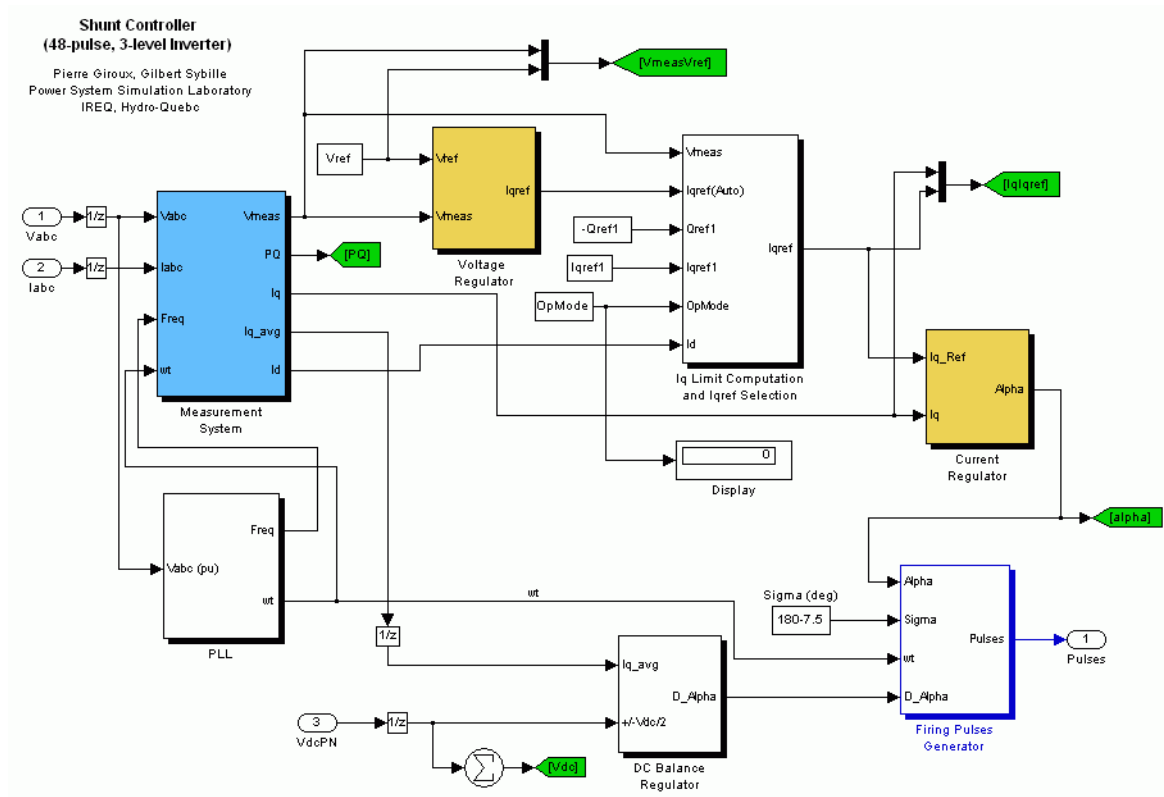 Shunt Controller
(48-pulse, 3-level Inverter)
Pierre Giroux, Gilbert Sybille
Power System Simulation Laboratory
IREQ, Hydro-Quebc
[VmeasVref]
Vref
Vref
Iqref
Vmeas
Voltage
Regulator
Vmeas
Iqref(Auto)
Qref1
Iqref1
OpMode
Id
Iqref
Iq Limit Computation
and Iqref Selection
-Qref1
Iqref1
OpMode
[IqIqref]
1
Vabc
1/z
2
Iabc
1/z
Vabc
Iabc
Freq
wt
Vmeas
PQ
Iq
Iq_avg
Id
Measurement
System
[PQ]
Iq_Ref
Iq
Alpha
Current
Regulator
0
Display
[alpha]
Vabc (pu)
Freq
wt
PLL
wt
1/z
Sigma (deg)
180-7.5
Alpha
Sigma
wt
D_Alpha
Pulses
Firing Pulses
Generator
1
Pulses
Iq_avg
+/-Vdc/2
D_Alpha
DC Balance
Regulator
3
VdcPN
1/z
Σ
[Vdc]